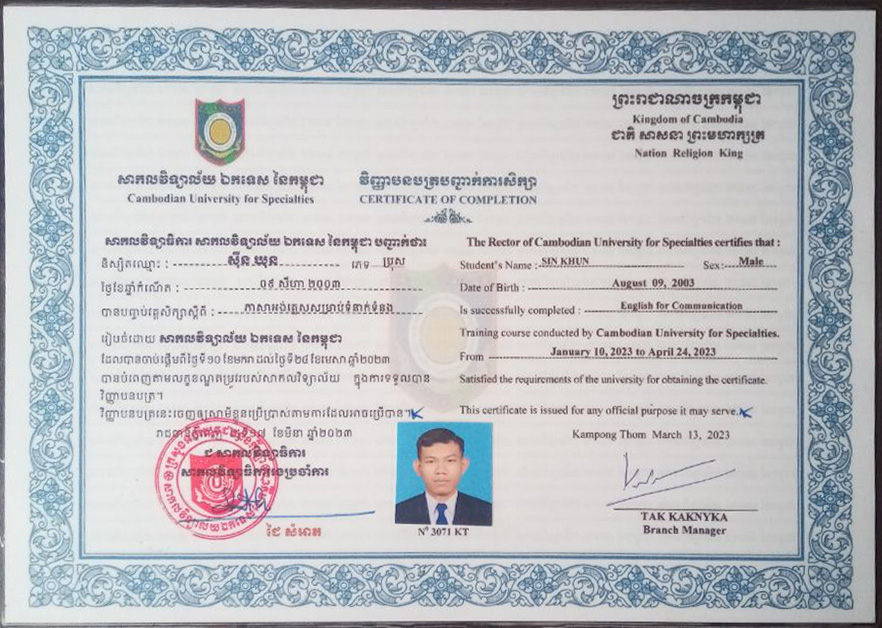 ព្រះរាជាណាចក្រកម្ពុជា
Kingdom of Cambodia
ជាតិ សាសនា ព្រះមហាក្សត្រ
Nation Religion King
សាកលវិទ្យាល័យ ឯកទេស នៃកម្ពុជា
Cambodian University for Specialties
វិញ្ញាបនបត្របញ្ជាក់ការសិក្សា
CERTIFICATE OF COMPLETION
សាកលវិទ្យាធិការ សាកលវិទ្យាល័យ ឯកទេស នៃកម្ពុជា បញ្ជាក់ថា៖
និស្សិតឈ្មោះ : ស៊ីន ឃុន ភេទ ប្រុស
ថ្ងៃខែឆ្នាំកំណើត : ០៩ សីហា ២០០៣
បានបញ្ចប់វគ្គសិក្សាស្តីពី : ភាសាអង់គ្លេសសម្រាប់ទំនាក់ទំនង
រៀបចំដោយ សាកលវិទ្យាល័យ ឯកទេស នៃកម្ពុជា
ដែលបានចាប់ផ្តើមពីថ្ងៃទី១០ ខែមករា ដល់ថ្ងៃទី២៤ ខែមេសា ឆ្នាំ២០២៣
បានបំពេញតាមលក្ខខណ្ឌតម្រូវរបស់សាកលវិទ្យាល័យ ក្នុងការទទួលបាន
វិញ្ញាបនបត្រ។
វិញ្ញាបនបត្រនេះចេញឲ្យសាមីខ្លួនប្រើប្រាស់តាមការដែលអាចប្រើបាន។
រាជធានីភ្នំពេញ ថ្ងៃទី១៧ ខែមីនា ឆ្នាំ២០២៣
ជ.សាកលវិទ្យាធិការ
សាកលវិទ្យាធិការរងប្រចាំការ
ជៃ សំអាត
The Rector of Cambodian University for Specialties certifies that :
Student's Name : SIN KHUN Sex: Male
Date of Birth : August 09, 2003
Is successfully completed : English for Communication
Training course conducted by Cambodian University for Specialties.
From January 10, 2023 to April 24, 2023
Satisfied the requirements of the university for obtaining the certificate.
This certificate is issued for any official purpose it may serve.
Kampong Thom March 13, 2023
TAK KAKNYKA
Branch Manager
Nº 3071 KT